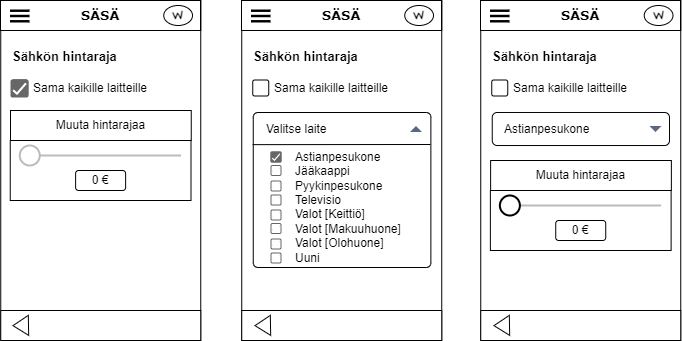 SÄSÄ
W
Sähkön hintaraja
Sama kaikille laitteille
Muuta hintarajaa
0 €
SÄSÄ
W
Sähkön hintaraja
Sama kaikille laitteille
Valitse laite
Astianpesukone
Jääkaappi
Pyykinpesukone
Televisio
Valot [Keittiö]
Valot [Makuuhuone]
Valot [Olohuone]
Uuni
SÄSÄ
W
Sähkön hintaraja
Sama kaikille laitteille
Astianpesukone
Muuta hintarajaa
0 €